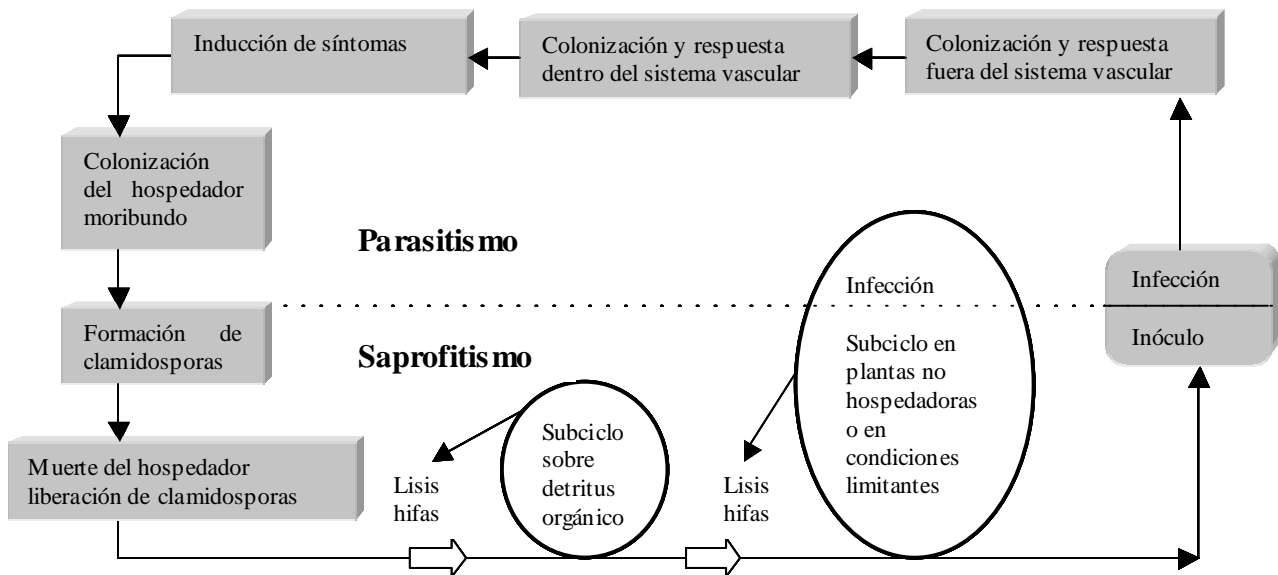 Inducción de síntomas
Colonización y respuesta
dentro del sistema vascular
Colonización y respuesta
fuera del sistema vascular
Colonización
del hospedador
moribundo
Parasitismo
Infección
Infección
Inóculo
Formación de
clamidosporas
Saprofitismo
Subciclo en
plantas no
hospedadoras
o en
condiciones
limitantes
Muerte del hospedador
liberación de clamidosporas
Lisis
hifas
Subciclo
sobre
detritus
orgánico
Lisis
hifas